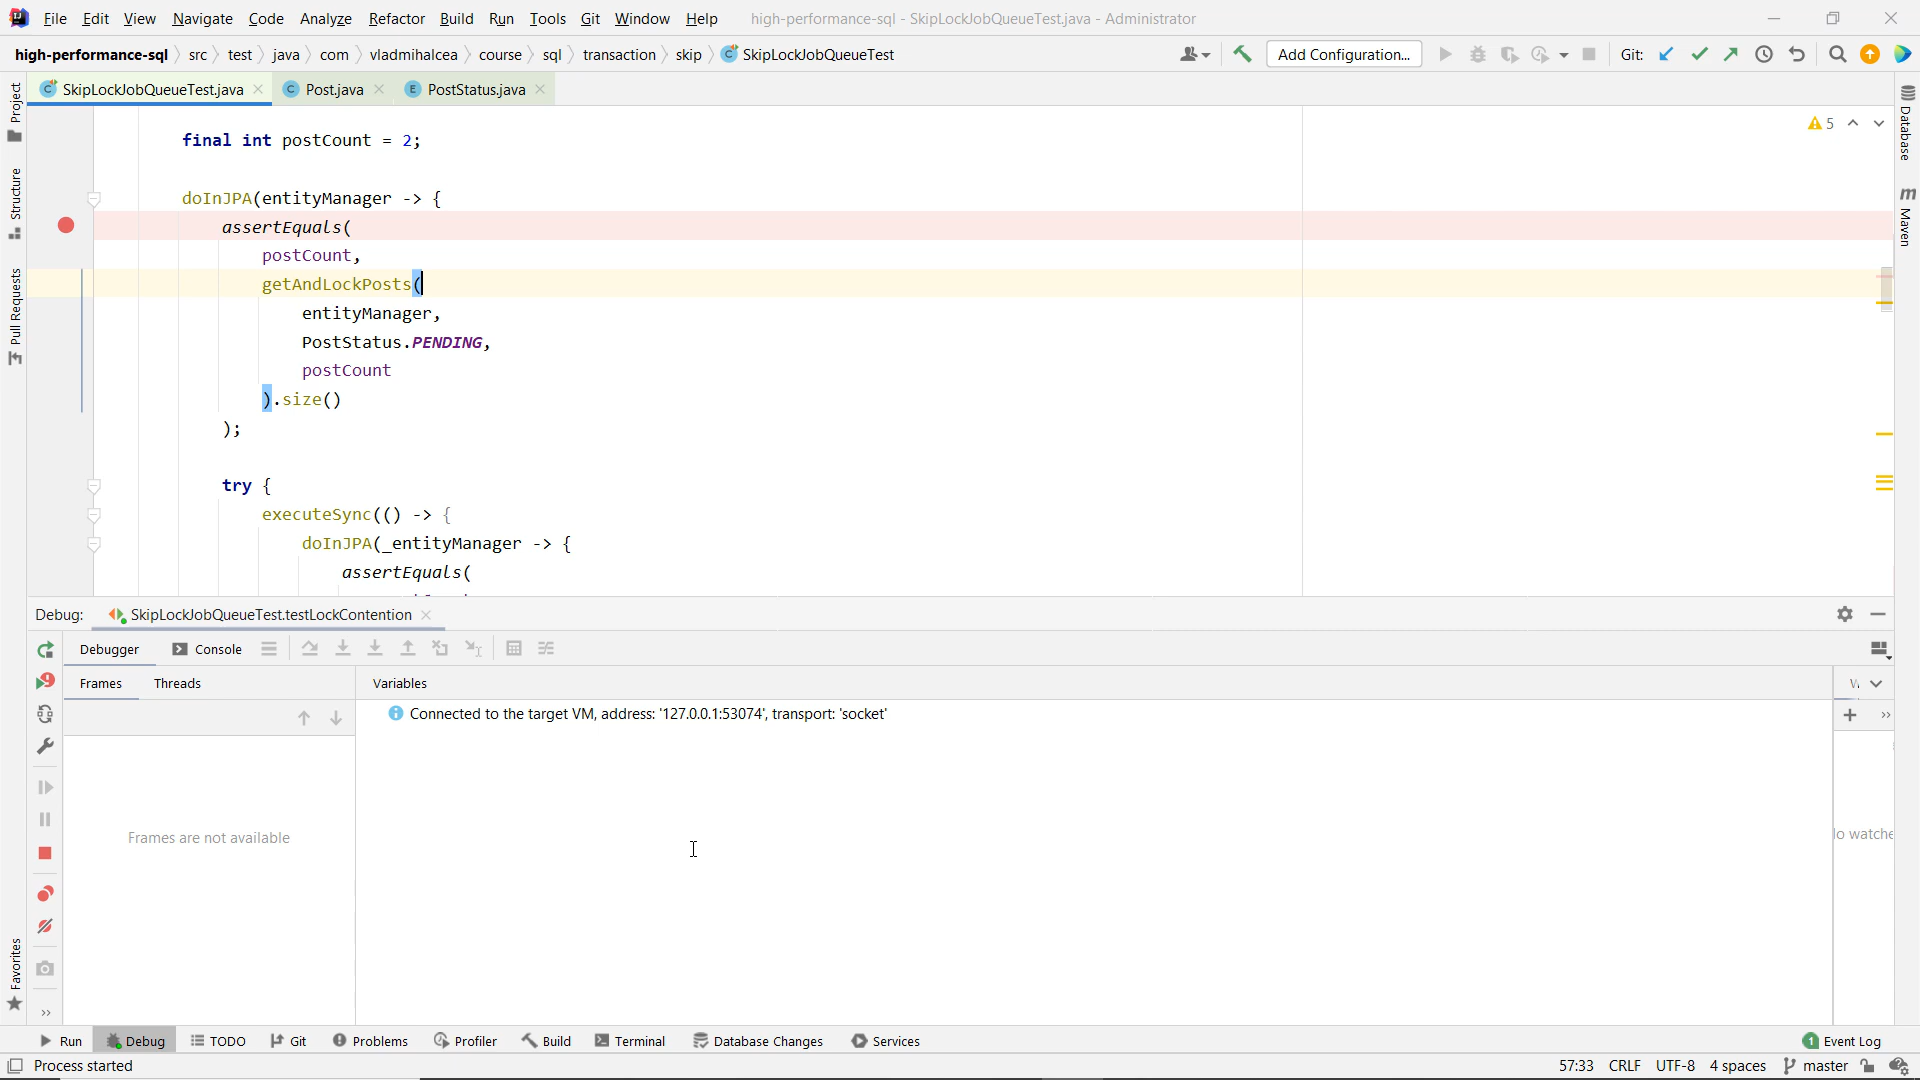 File Edit View Navigate Code Analyze Refactor Build Run Tools Git Window Help high-performance-sql - SkipLockJobQueueTest.java - Administrator
high-performance-sql src test java com vladmihalcea course sql transaction skip SkipLockJobQueueTest Add Configuration... Git:
SkipLockJobQueueTest.java Post.java PostStatus.java
Project
Structure
Pull Requests
Favorites
Database
Maven
5
final int postCount = 2;
doInJPA(entityManager -> {
assertEquals(
postCount,
getAndLockPosts(
entityManager,
PostStatus.PENDING,
postCount
).size()
);
try {
executeSync(() -> {
doInJPA(_entityManager -> {
assertEquals(
Debug: SkipLockJobQueueTest.testLockContention
Debugger Console
Frames Threads Variables
Connected to the target VM, address: '127.0.0.1:53074', transport: 'socket'
Frames are not available
Run Debug TODO Git Problems Profiler Build Terminal Database Changes Services 1 Event Log
Process started 57:33 CRLF UTF-8 4 spaces master